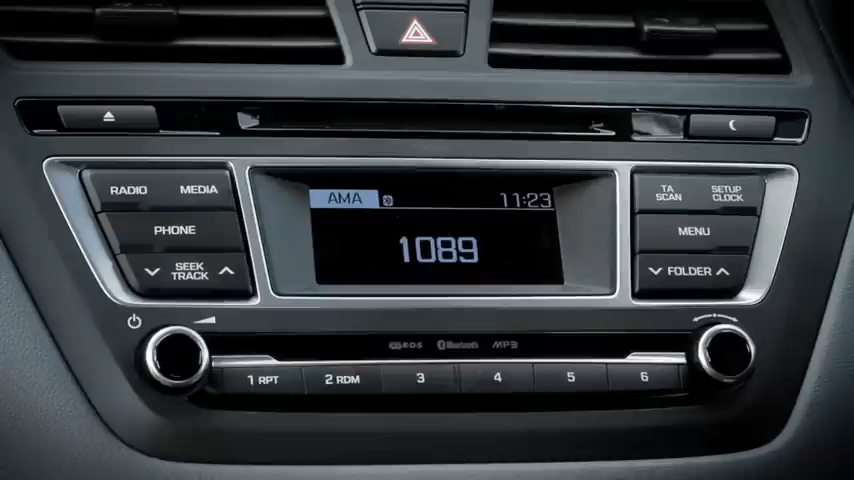 RADIO MEDIA
PHONE
SEEK
TRACK
AMA 11:23
1089
TA
SCAN
SETUP
CLOCK
MENU
FOLDER
RDS Bluetooth MP3
1 RPT 2 RDM 3 4 5 6